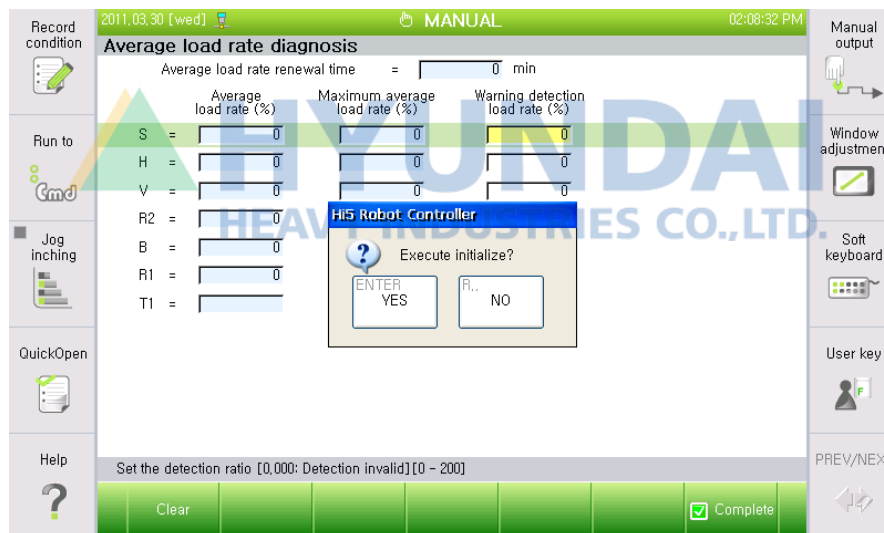 2011,03,30 [wed]
MANUAL
02:08:32 PM
Record
condition
Run to
Cmd
Jog
inching
QuickOpen
Help
Average load rate diagnosis
Average load rate renewal time = 0 min
Average
load rate (%)
Maximum average
load rate (%)
Warning detection
load rate (%)
S = 0 0 0
H = 0 0 0
V = 0 0 0
R2 = 0
B = 0
R1 = 0
T1 =
Hi5 Robot Controller
Execute initialize?
ENTER
YES
R..
NO
HYUNDAI
HEAVY INDUSTRIES CO.,LTD.
Set the detection ratio [0,000: Detection invalid][0 - 200]
Clear
Complete
Manual
output
Window
adjustmen
Soft
keyboard
User key
F
PREV/NEX